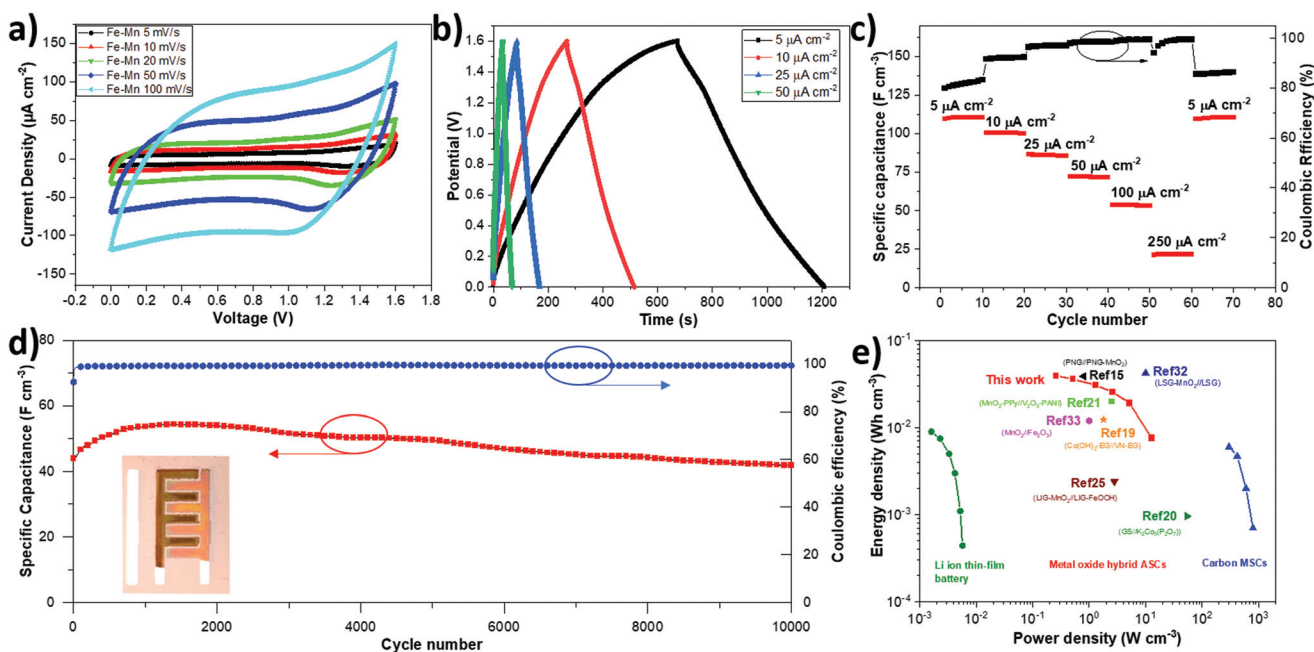 a)
Fe-Mn 5 mV/s
Fe-Mn 10 mV/s
Fe-Mn 20 mV/s
Fe-Mn 50 mV/s
Fe-Mn 100 mV/s
Current Density (µA cm⁻²)
150
100
50
0
-50
-100
-150
-0.2 0.0 0.2 0.4 0.6 0.8 1.0 1.2 1.4 1.6 1.8
Voltage (V)
b)
5 µA cm⁻²
10 µA cm⁻²
25 µA cm⁻²
50 µA cm⁻²
Potential (V)
1.6
1.4
1.2
1.0
0.8
0.6
0.4
0.2
0.0
0 200 400 600 800 1000 1200
Time (s)
c)
Specific capacitance (F cm⁻³)
150
125
100
75
50
25
0
5 µA cm⁻²
10 µA cm⁻²
25 µA cm⁻²
50 µA cm⁻²
100 µA cm⁻²
250 µA cm⁻²
5 µA cm⁻²
100
80
60
40
20
0
Coulombic Rfficiency (%)
0 10 20 30 40 50 60 70 80
Cycle number
d)
Specific Capacitance (F cm⁻³)
80
60
40
20
0
100
80
60
40
20
0
Coulombic efficiency (%)
0 2000 4000 6000 8000 10000
Cycle number
e)
Energy density (Wh cm⁻³)
10⁻¹
10⁻²
10⁻³
10⁻⁴
This work
(PNG//PNG-MnO₂)
Ref15
Ref32
(LSG-MnO₂//LSG)
Ref21
(MnO₂-PPy//V₂O₅-PANI)
Ref33
(MnO₂//Fe₂O₃)
Ref19
(Co(OH)₂-EG//VN-EG)
Ref25
(LIG-MnO₂//LIG-FeOOH)
Ref20
(GS//K₂Co₃(P₂O₇))
Li ion thin-film
battery
Metal oxide hybrid ASCs
Carbon MSCs
10⁻³ 10⁻² 10⁻¹ 10⁰ 10¹ 10² 10³
Power density (W cm⁻³)